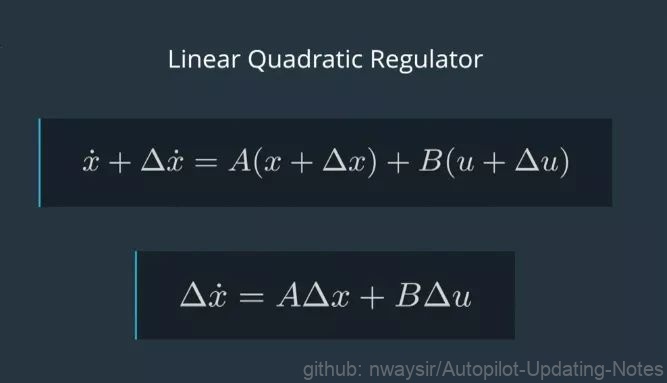 Linear Quadratic Regulator
ẋ + Δẋ = A(x + Δx) + B(u + Δu)
Δẋ = AΔx + BΔu
github: nwaysir/Autopilot-Updating-Notes